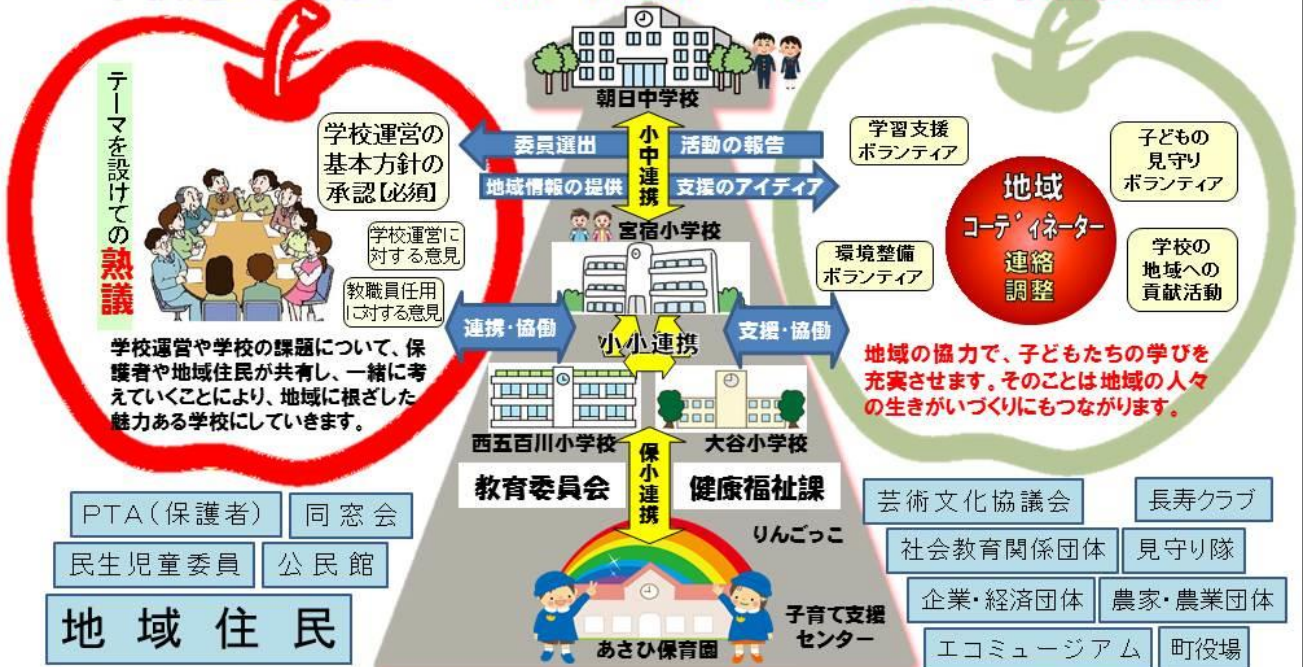 朝日中学校
テーマを設けての
熟議
学校運営の
基本方針の
承認【必須】
学校運営に
対する意見
教職員任用
に対する意見
学校運営や学校の課題について、保
護者や地域住民が共有し、一緒に考
えていくことにより、地域に根ざした
魅力ある学校にしていきます。
委員選出
活動の報告
地域情報の提供
支援のアイディア
小中連携
宮宿小学校
連携・協働
支援・協働
小小連携
西五百川小学校
大谷小学校
保小連携
教育委員会
健康福祉課
りんごっこ
子育て支援
センター
あさひ保育園
学習支援
ボランティア
子どもの
見守り
ボランティア
地域
コーディネーター
連絡
調整
環境整備
ボランティア
学校の
地域への
貢献活動
地域の協力で、子どもたちの学びを
充実させます。そのことは地域の人々
の生きがいづくりにもつながります。
PTA(保護者)
同窓会
民生児童委員
公民館
地域住民
芸術文化協議会
長寿クラブ
社会教育関係団体
見守り隊
企業・経済団体
農家・農業団体
エコミュージアム
町役場